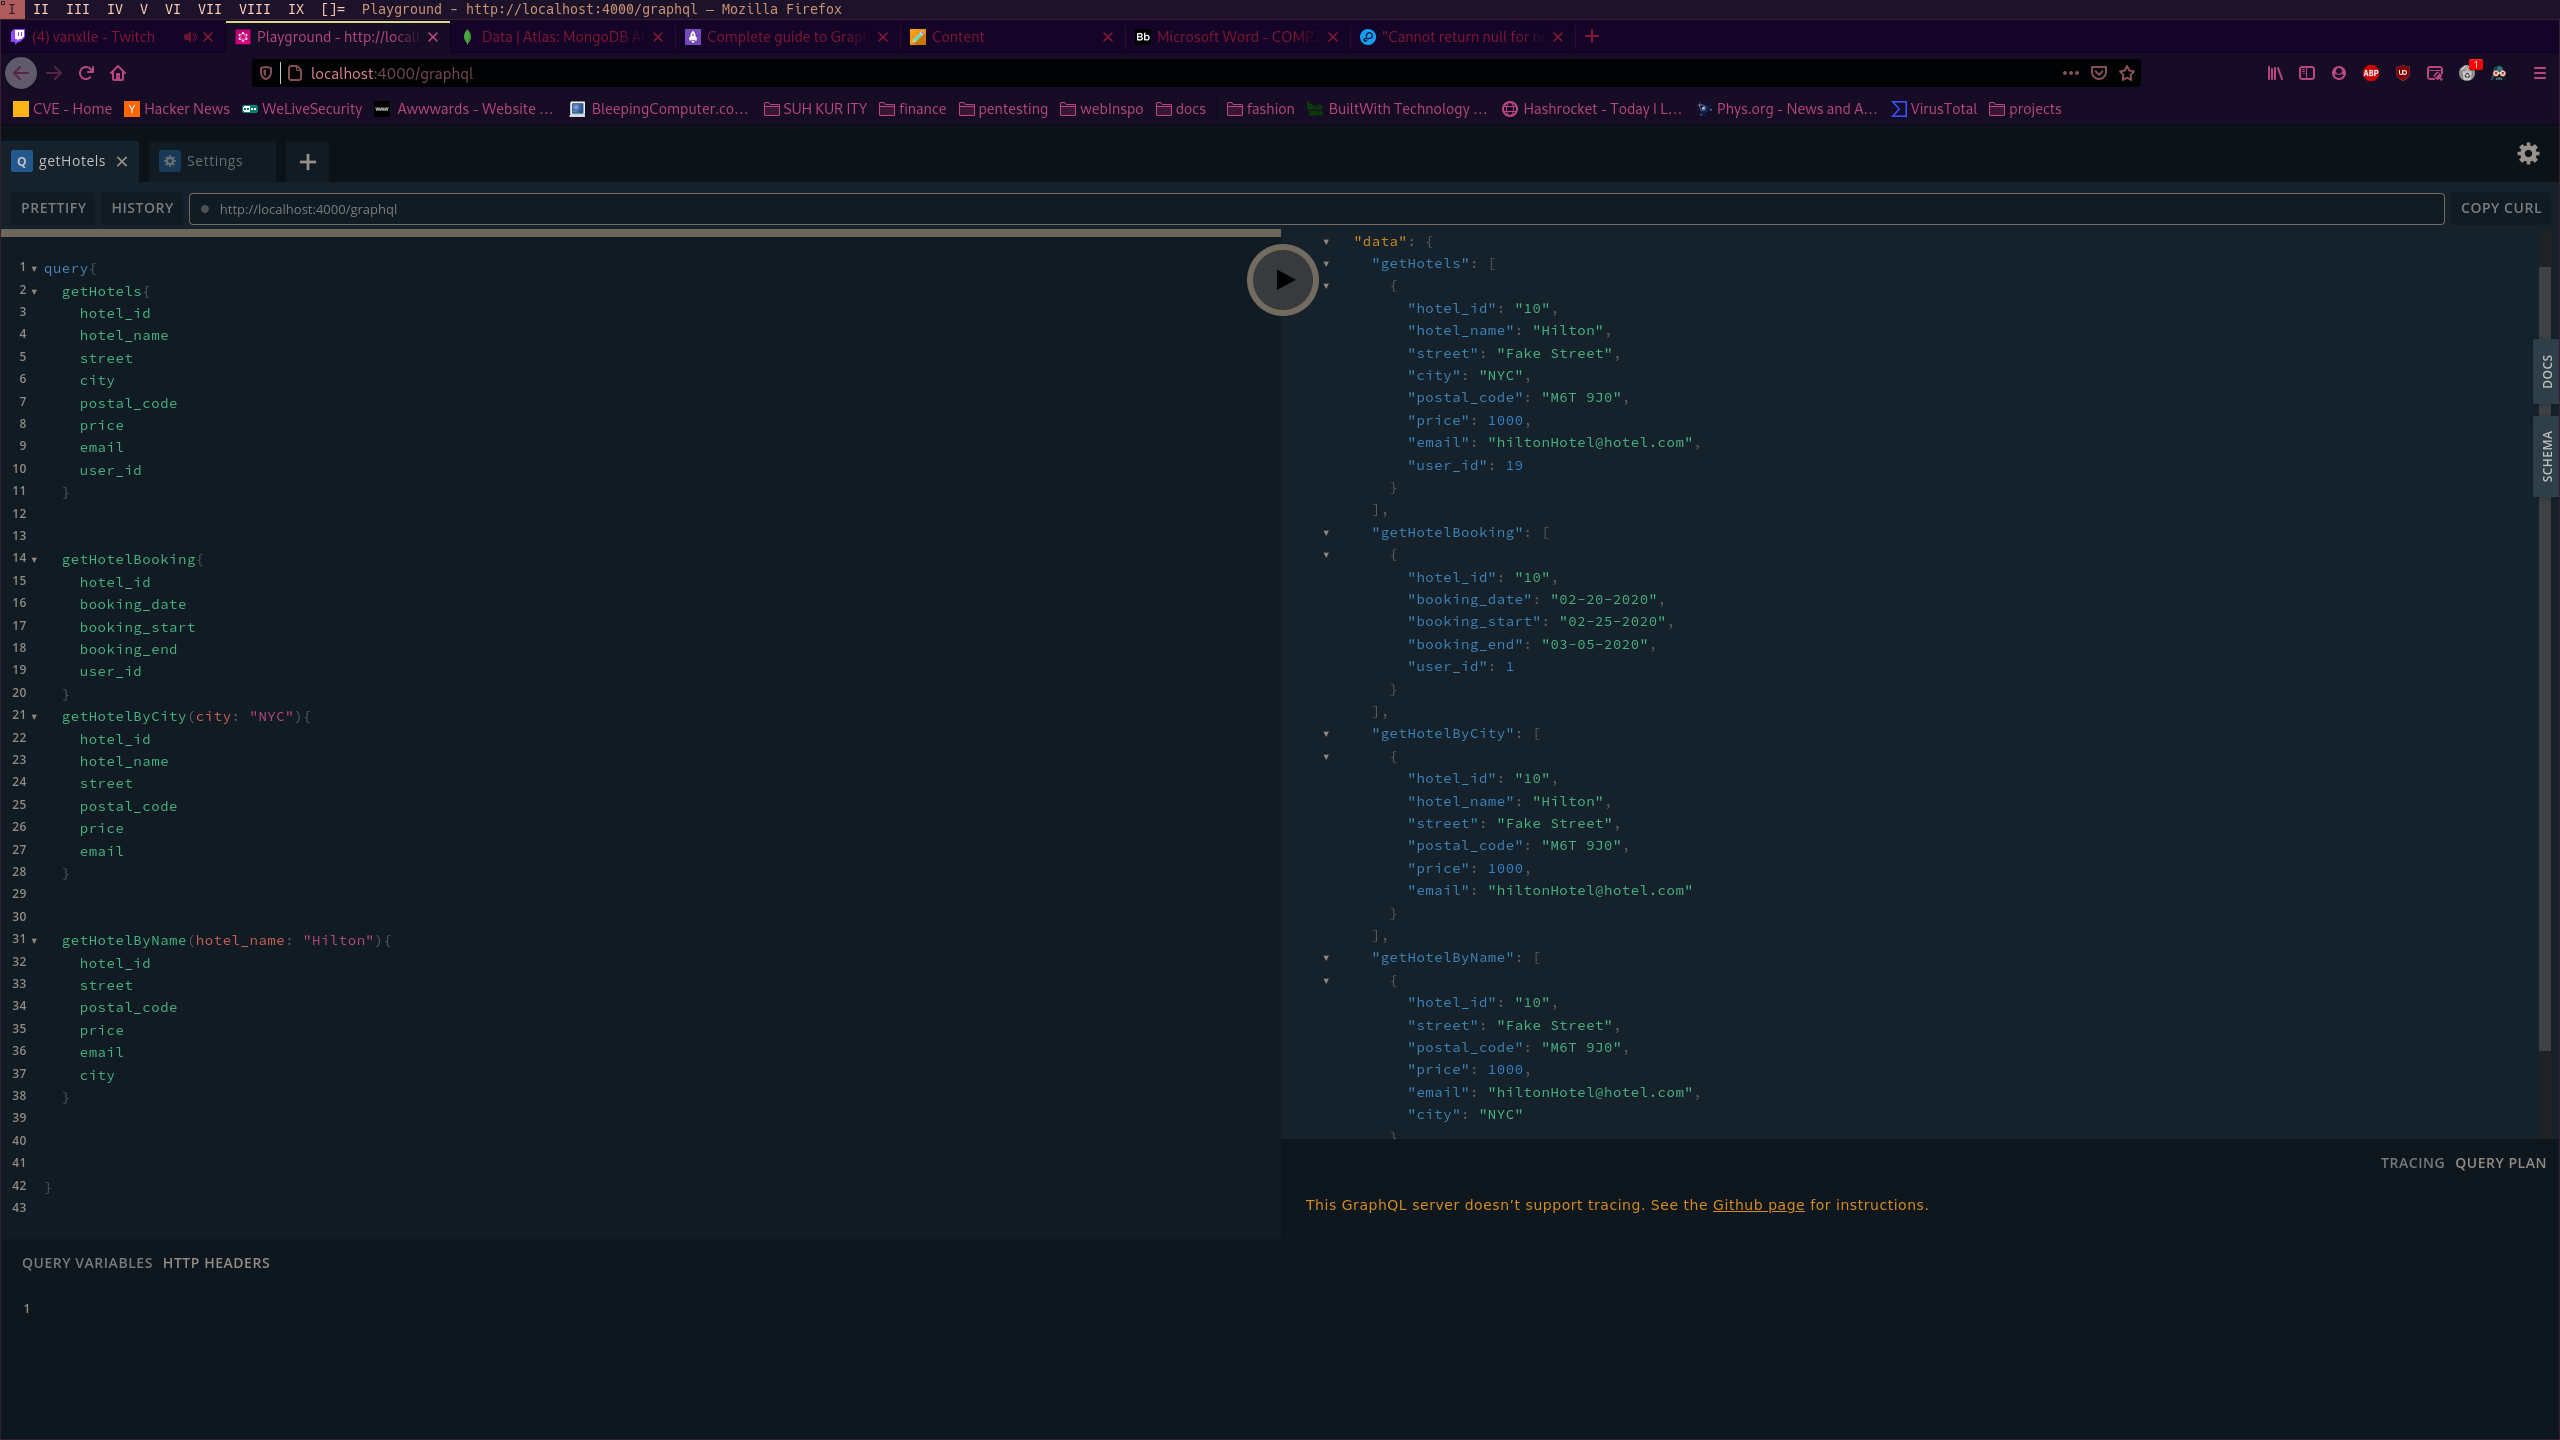 I II III IV V VI VII VIII IX []= Playground - http://localhost:4000/graphql — Mozilla Firefox
(4) vanxlle - Twitch
Playground - http://local
Data | Atlas: MongoDB A
Complete guide to Grap
Content
Bb Microsoft Word - COMP
"Cannot return null for n
localhost:4000/graphql
ABP
1
CVE - Home
Y Hacker News
WeLiveSecurity
Awwwards - Website ...
BleepingComputer.co...
SUH KUR ITY
finance
pentesting
webInspo
docs
fashion
BuiltWith Technology ...
Hashrocket - Today I L...
Phys.org - News and A...
VirusTotal
projects
Q getHotels
Settings
PRETTIFY
HISTORY
http://localhost:4000/graphql
COPY CURL
1 query{
2 getHotels{
3 hotel_id
4 hotel_name
5 street
6 city
7 postal_code
8 price
9 email
10 user_id
11 }
12
13
14 getHotelBooking{
15 hotel_id
16 booking_date
17 booking_start
18 booking_end
19 user_id
20 }
21 getHotelByCity(city: "NYC"){
22 hotel_id
23 hotel_name
24 street
25 postal_code
26 price
27 email
28 }
29
30
31 getHotelByName(hotel_name: "Hilton"){
32 hotel_id
33 street
34 postal_code
35 price
36 email
37 city
38 }
39
40
41
42 }
43
"data": {
"getHotels": [
{
"hotel_id": "10",
"hotel_name": "Hilton",
"street": "Fake Street",
"city": "NYC",
"postal_code": "M6T 9J0",
"price": 1000,
"email": "hiltonHotel@hotel.com",
"user_id": 19
}
],
"getHotelBooking": [
{
"hotel_id": "10",
"booking_date": "02-20-2020",
"booking_start": "02-25-2020",
"booking_end": "03-05-2020",
"user_id": 1
}
],
"getHotelByCity": [
{
"hotel_id": "10",
"hotel_name": "Hilton",
"street": "Fake Street",
"postal_code": "M6T 9J0",
"price": 1000,
"email": "hiltonHotel@hotel.com"
}
],
"getHotelByName": [
{
"hotel_id": "10",
"street": "Fake Street",
"postal_code": "M6T 9J0",
"price": 1000,
"email": "hiltonHotel@hotel.com",
"city": "NYC"
}
DOCS
SCHEMA
TRACING QUERY PLAN
This GraphQL server doesn't support tracing. See the Github page for instructions.
QUERY VARIABLES HTTP HEADERS
1